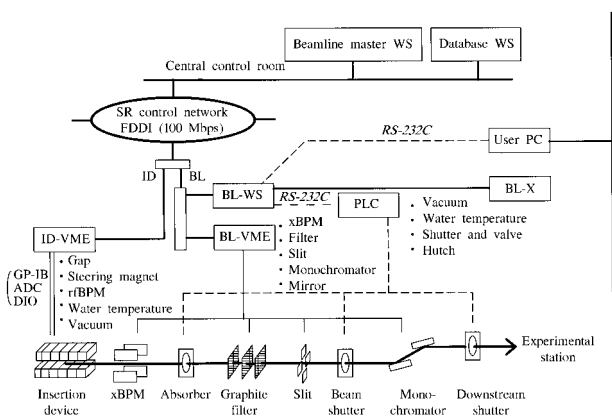 Beamline master WS
Database WS
Central control room
SR control network
FDDI (100 Mbps)
RS-232C
User PC
ID
BL
BL-WS
RS-232C
PLC
BL-X
• Vacuum
• Water temperature
• Shutter and valve
• Hutch
ID-VME
BL-VME
• xBPM
• Filter
• Slit
• Monochromator
• Mirror
GP-IB
ADC
DIO
• Gap
• Steering magnet
• rfBPM
• Water temperature
• Vacuum
Experimental
station
Insertion
device
xBPM
Absorber
Graphite
filter
Slit
Beam
shutter
Mono-
chromator
Downstream
shutter